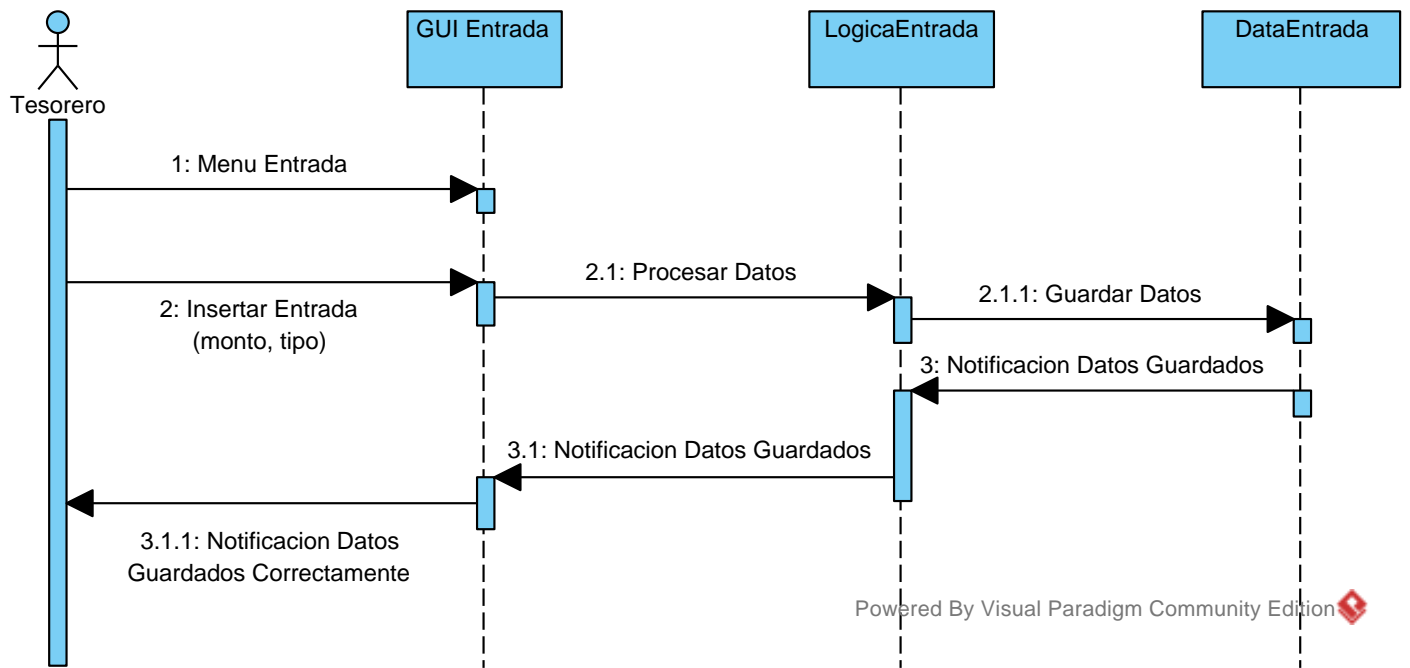 GUI Entrada
LogicaEntrada
DataEntrada
Tesorero
1: Menu Entrada
2.1: Procesar Datos
2.1.1: Guardar Datos
2: Insertar Entrada
(monto, tipo)
3: Notificacion Datos Guardados
3.1: Notificacion Datos Guardados
3.1.1: Notificacion Datos
Guardados Correctamente
Powered By Visual Paradigm Community Edition